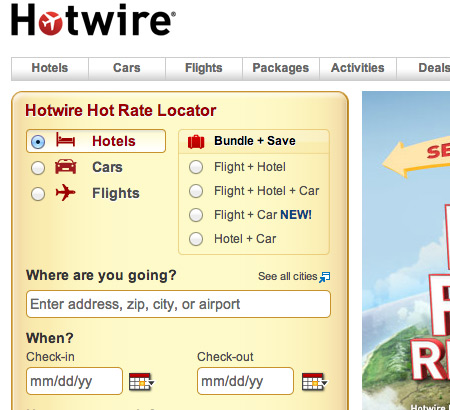 Hotwire®
Hotels Cars Flights Packages Activities Deals
Hotwire Hot Rate Locator
Hotels
Cars
Flights
Bundle + Save
Flight + Hotel
Flight + Hotel + Car
Flight + Car NEW!
Hotel + Car
Where are you going? See all cities
Enter address, zip, city, or airport
When?
Check-in Check-out
mm/dd/yy mm/dd/yy
SE
R
RI
Hotwire